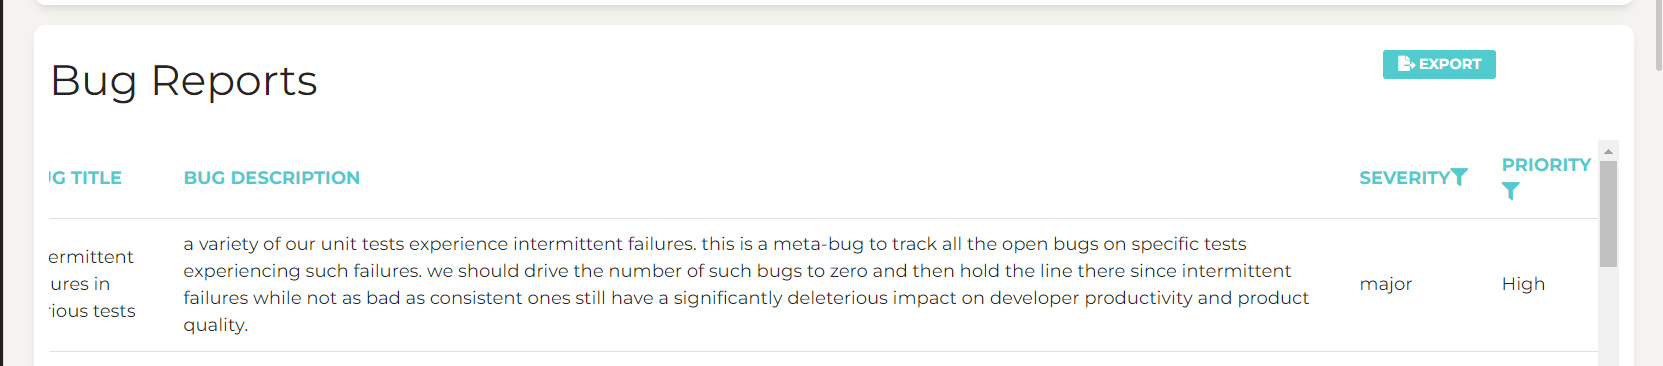 Bug Reports
EXPORT
UG TITLE
BUG DESCRIPTION
SEVERITY
PRIORITY
ermittent
ures in
ious tests
a variety of our unit tests experience intermittent failures. this is a meta-bug to track all the open bugs on specific tests
experiencing such failures. we should drive the number of such bugs to zero and then hold the line there since intermittent
failures while not as bad as consistent ones still have a significantly deleterious impact on developer productivity and product
quality.
major
High